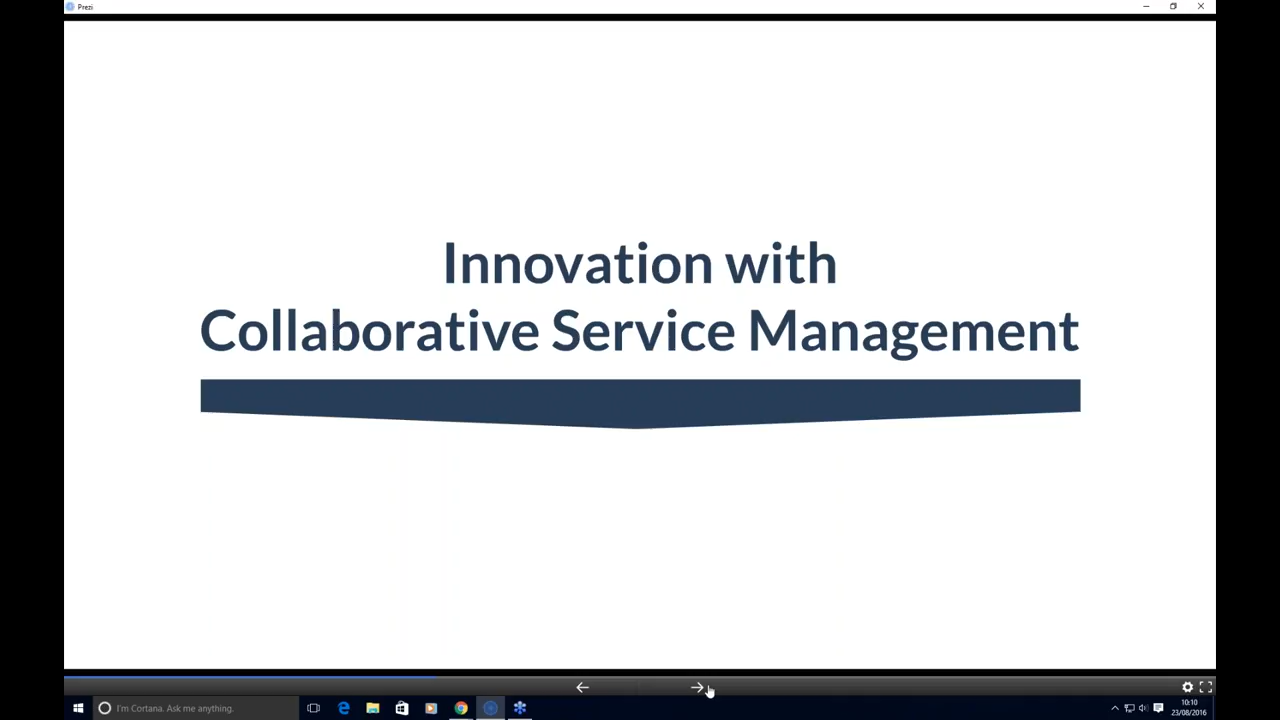 Prezi
Innovation with
Collaborative Service Management
I'm Cortana. Ask me anything.
10:10
23/08/2016